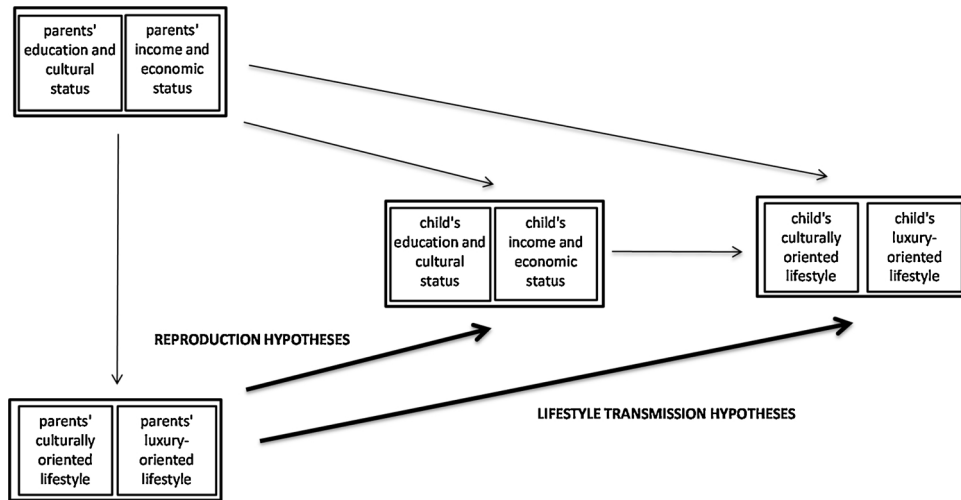 parents'
education and
cultural
status
parents'
income and
economic
status
child's
education and
cultural
status
child's
income and
economic
status
child's
culturally
oriented
lifestyle
child's
luxury-
oriented
lifestyle
REPRODUCTION HYPOTHESES
LIFESTYLE TRANSMISSION HYPOTHESES
parents'
culturally
oriented
lifestyle
parents'
luxury-
oriented
lifestyle